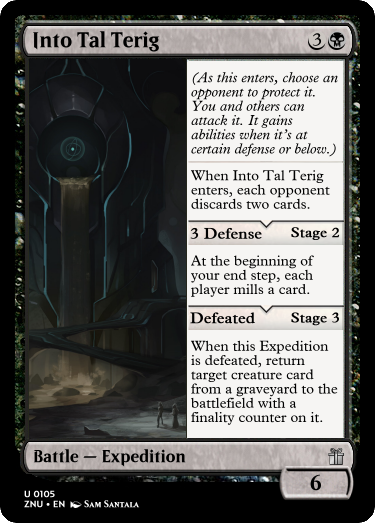 Into Tal Terig 3
(As this enters, choose an
opponent to protect it.
You and others can
attack it. It gains
abilities when it's at
certain defense or below.)
When Into Tal Terig
enters, each opponent
discards two cards.
3 Defense Stage 2
At the beginning of
your end step, each
player mills a card.
Defeated Stage 3
When this Expedition
is defeated, return
target creature card
from a graveyard to the
battlefield with a
finality counter on it.
Battle — Expedition
6
U 0105
ZNU • EN Sam Santala